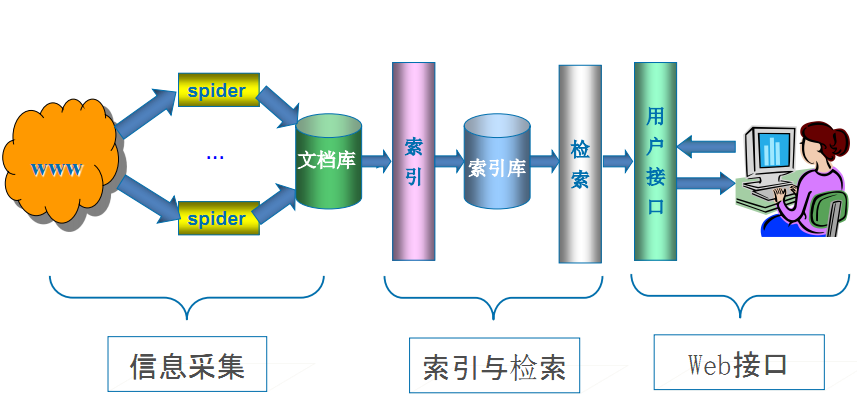 www
spider
...
spider
文档库
索引
索引库
检索
用户接口
信息采集
索引与检索
Web接口